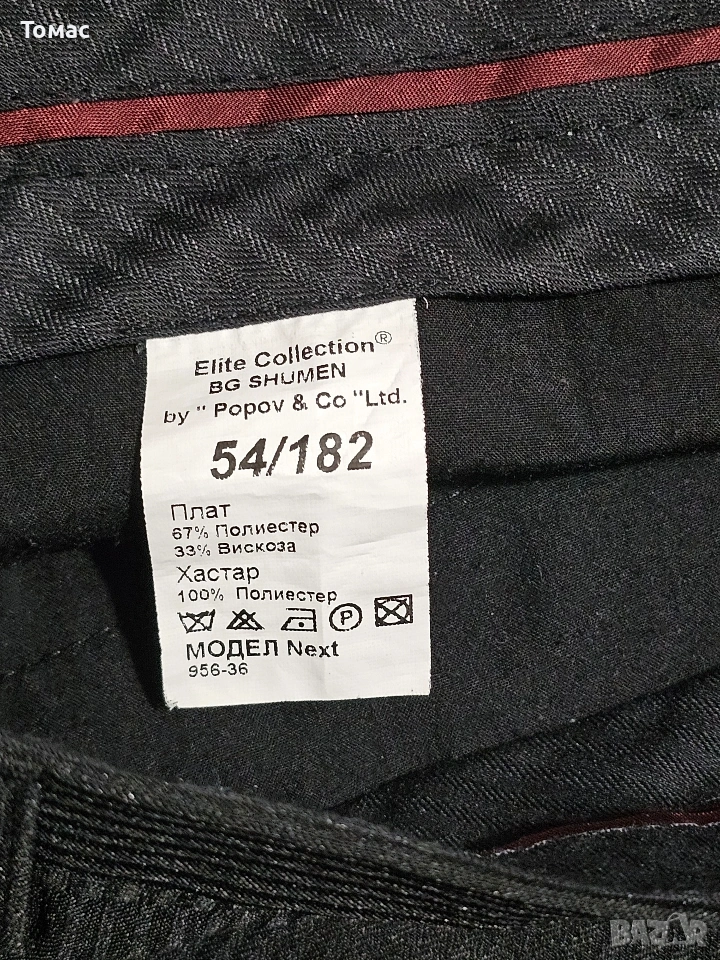 Томас
Elite Collection®
BG SHUMEN
by " Popov & Co "Ltd.
54/182
Плат
67% Полиестер
33% Вискоза
Хастар
100% Полиестер
P
МОДЕЛ Next
956-36
BAZAR